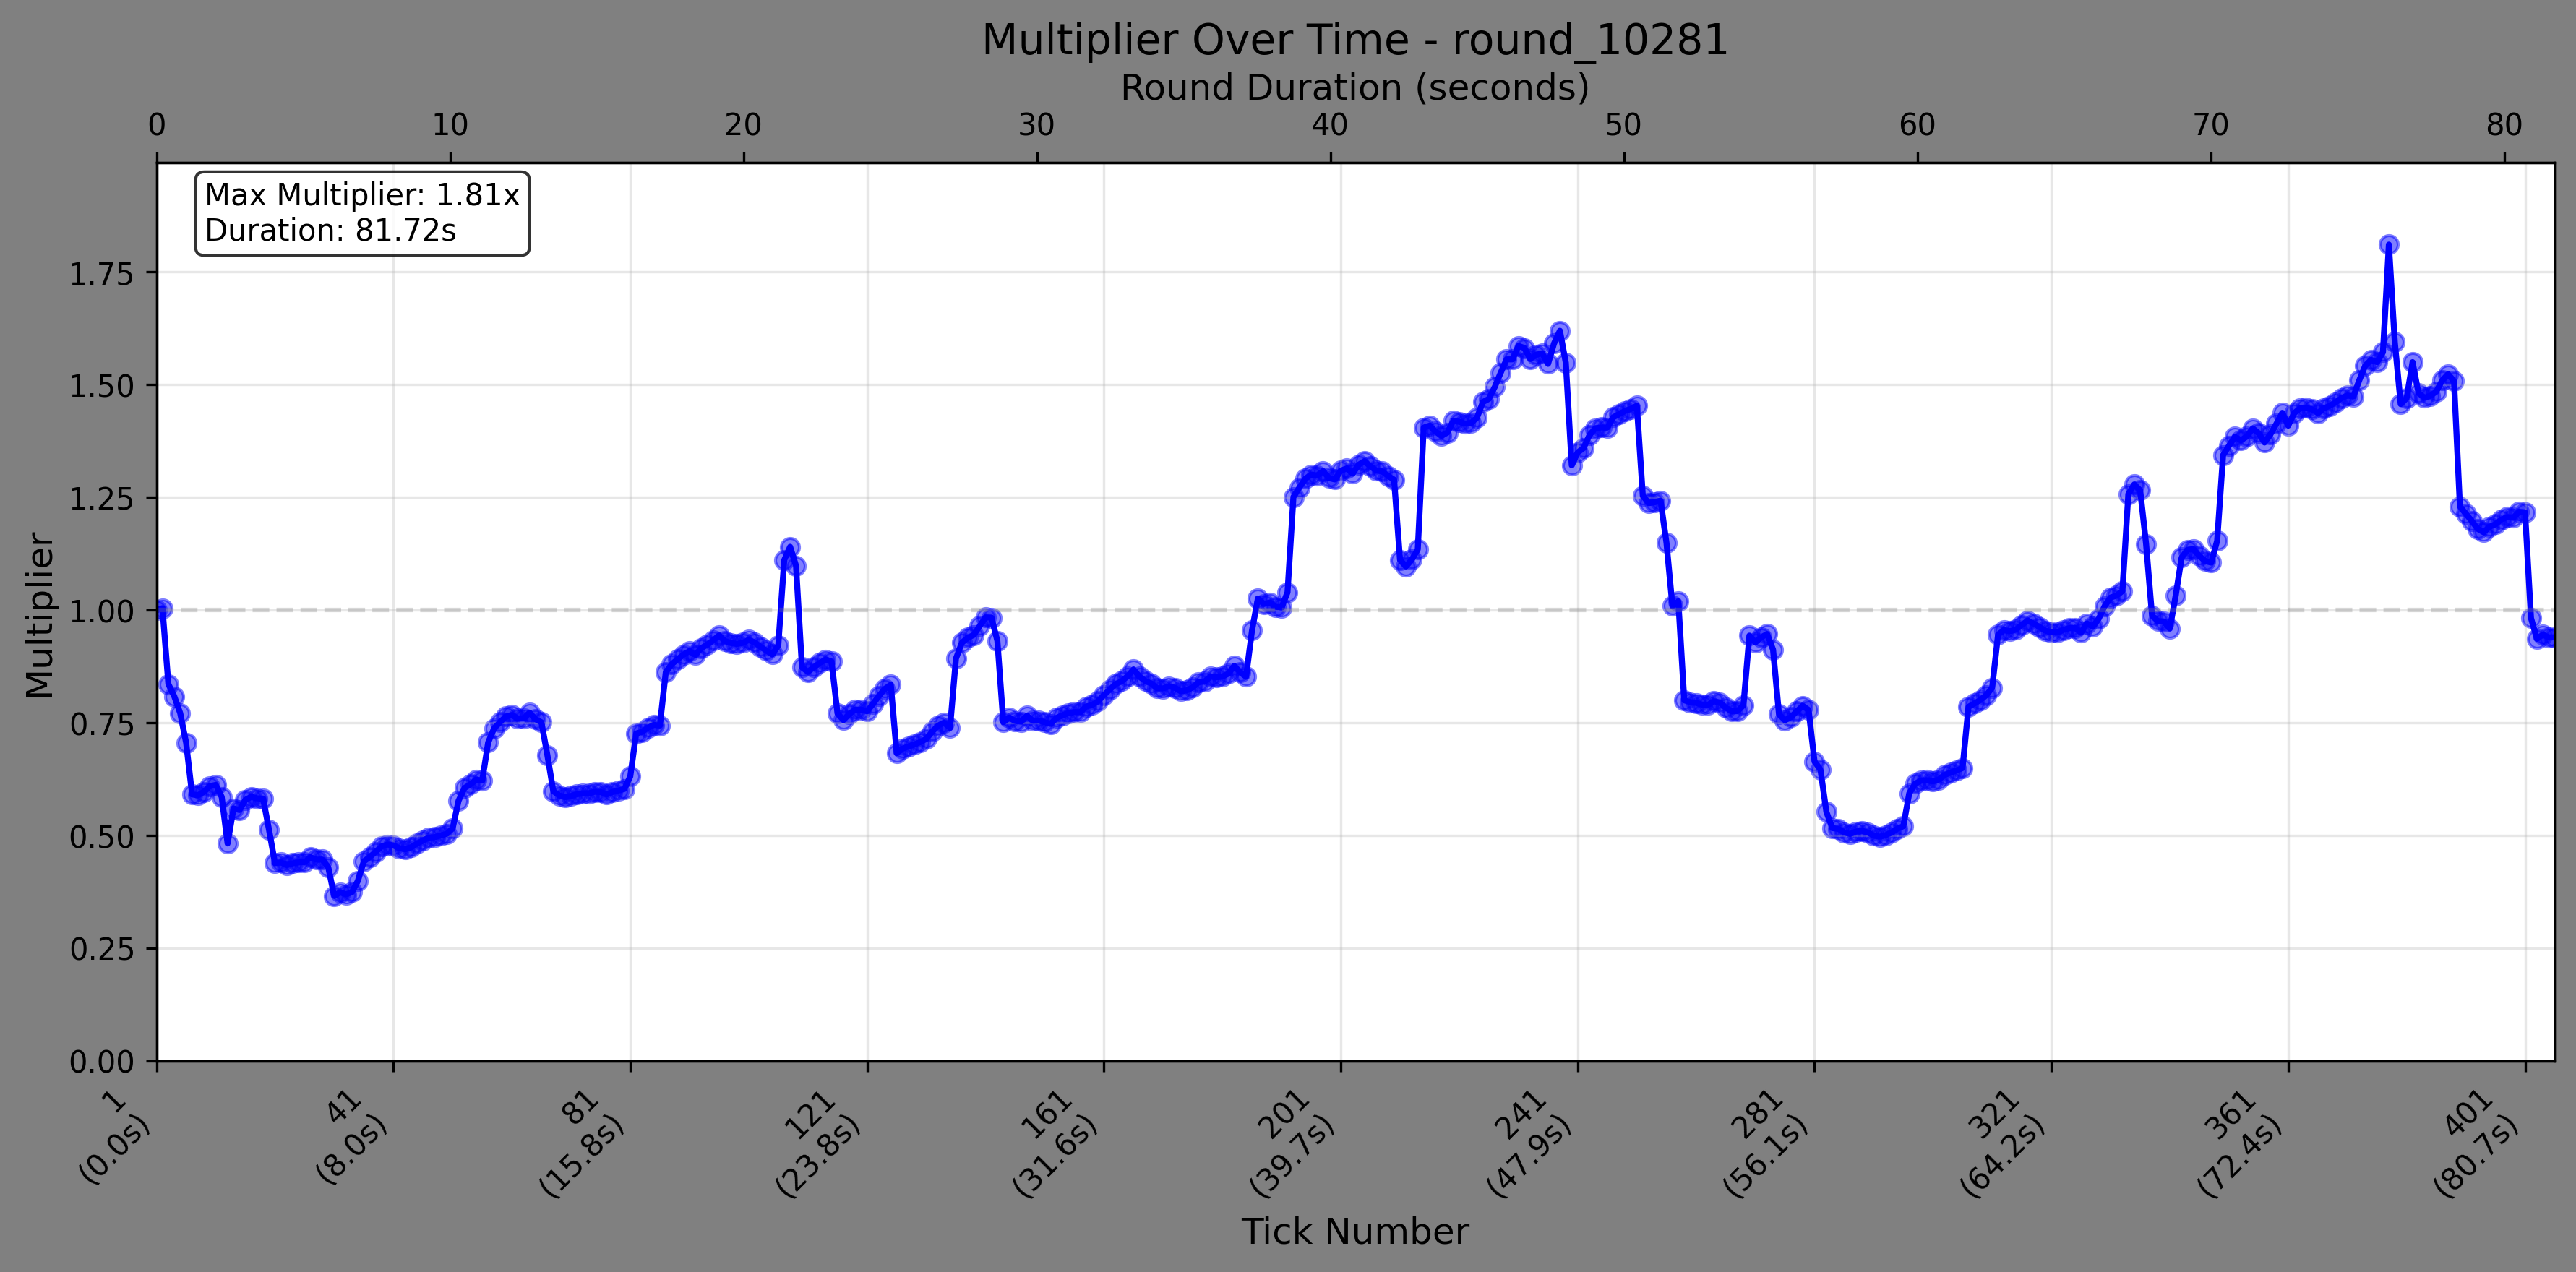 Multiplier Over Time - round_10281
Round Duration (seconds)
0 10 20 30 40 50 60 70 80
Max Multiplier: 1.81x
Duration: 81.72s
Multiplier
1.75
1.50
1.25
1.00
0.75
0.50
0.25
0.00
1
(0.0s)
41
(8.0s)
81
(15.8s)
121
(23.8s)
161
(31.6s)
201
(39.7s)
241
(47.9s)
281
(56.1s)
321
(64.2s)
361
(72.4s)
401
(80.7s)
Tick Number